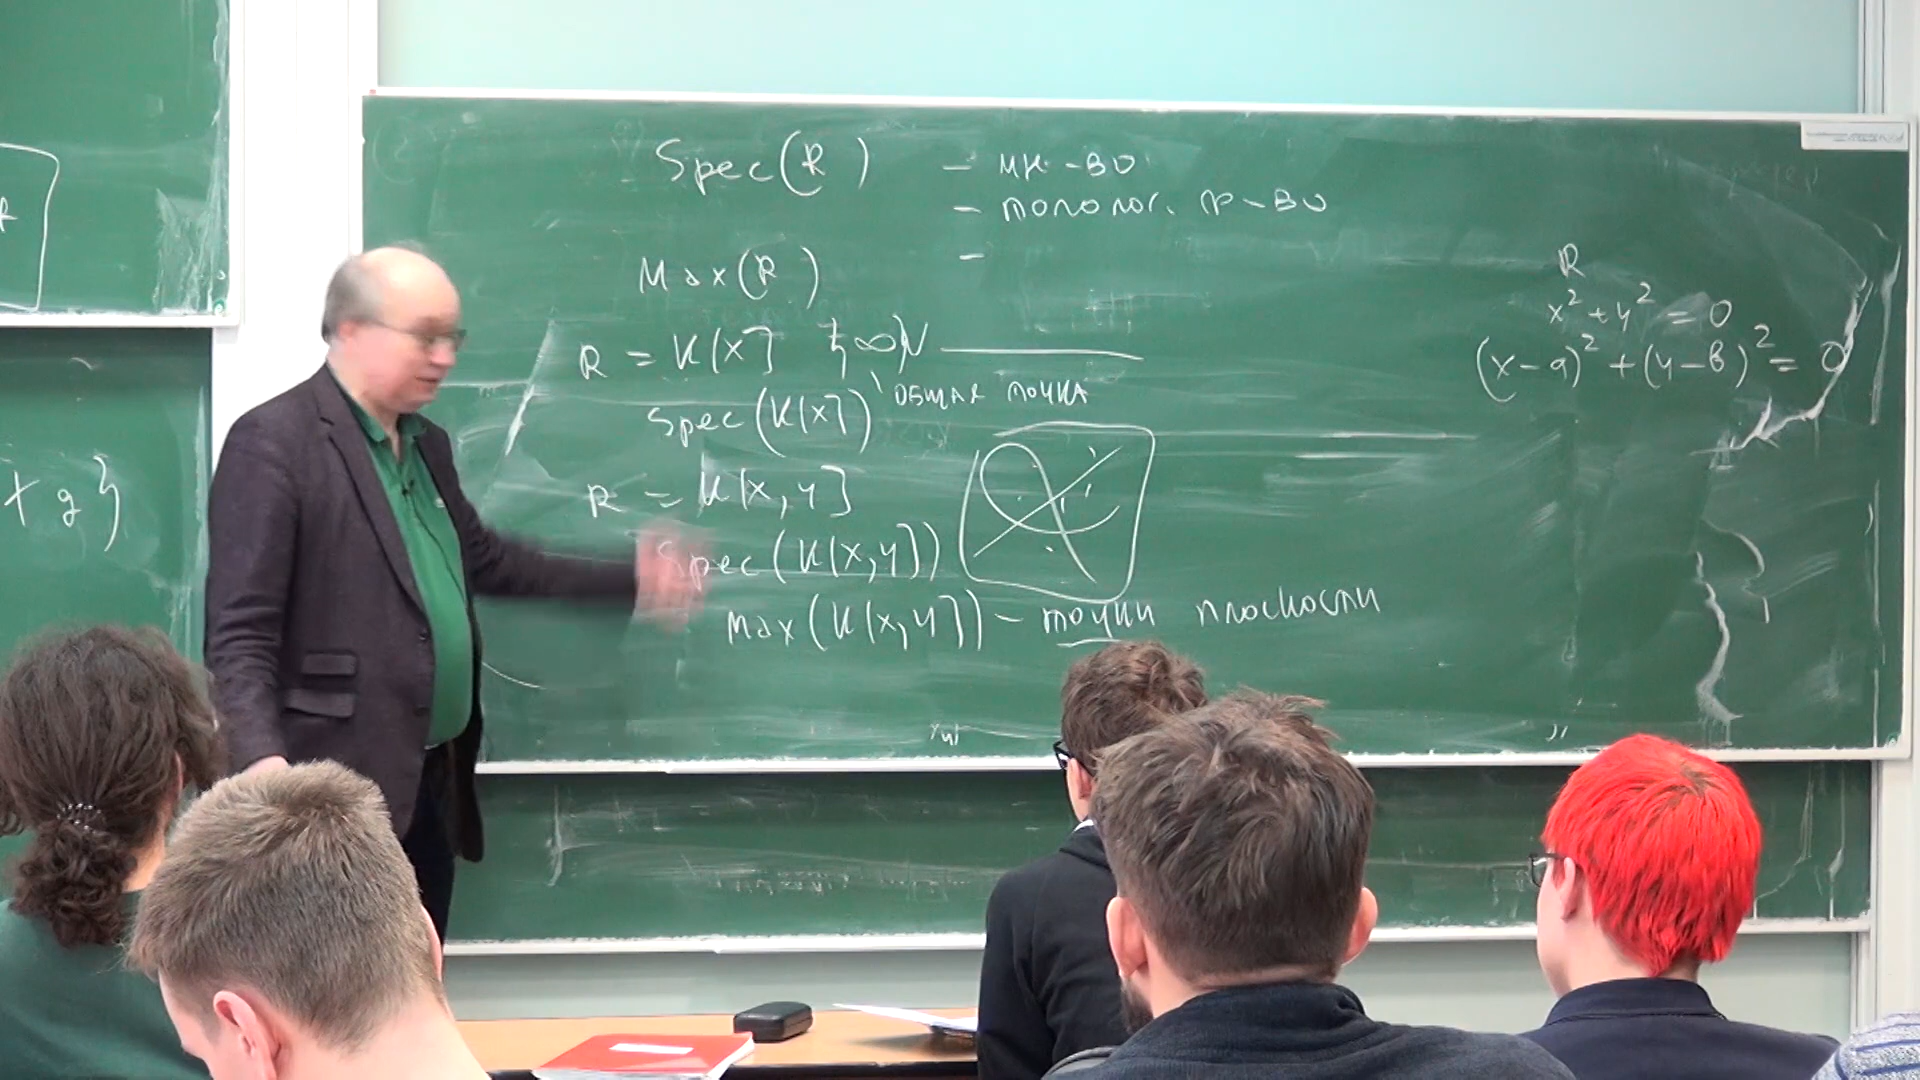 Spec(R) – мн-во
– тополог. пр-во
–
Max(R)
R = K[x]
Spec(K[x]) общая точка
R = K[x,y]
Spec(K[x,y])
Max(K[x,y]) – точки плоскости
R
x² + y² = 0
(x–a)² + (y–b)² = 0
+ g}